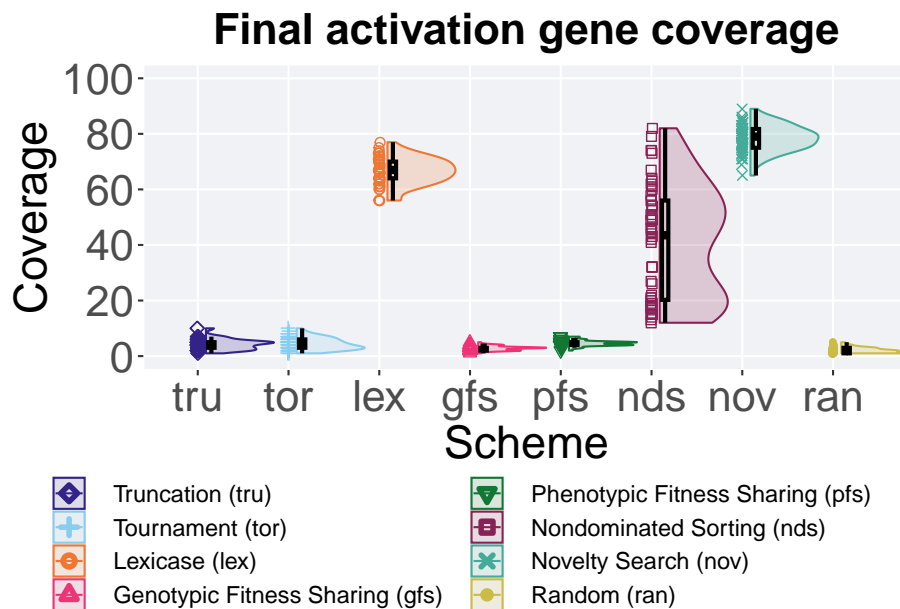 Final activation gene coverage
Coverage
100
80
60
40
20
0
tru tor lex gfs pfs nds nov ran
Scheme
Truncation (tru)
Tournament (tor)
Lexicase (lex)
Genotypic Fitness Sharing (gfs)
Phenotypic Fitness Sharing (pfs)
Nondominated Sorting (nds)
Novelty Search (nov)
Random (ran)